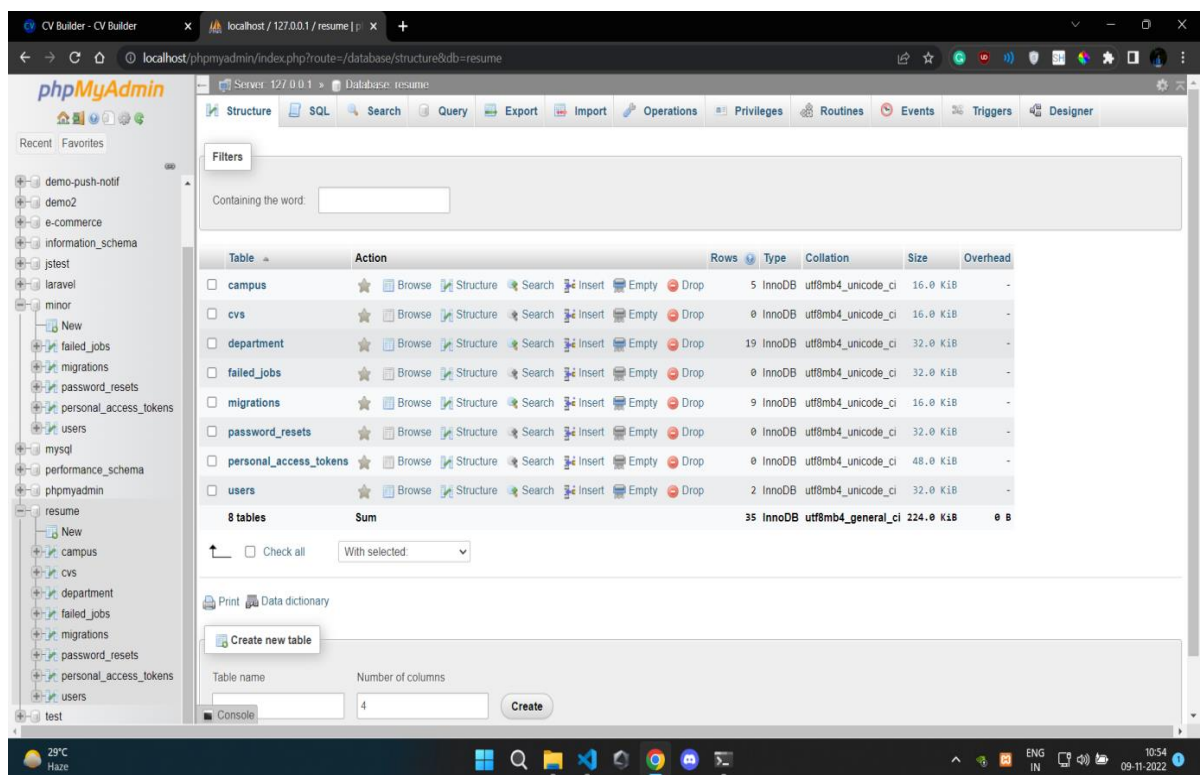 CV CV Builder - CV Builder × localhost / 127.0.0.1 / resume | × +
localhost/phpmyadmin/index.php?route=/database/structure&db=resume
phpMyAdmin
Recent Favorites
demo-push-notif
demo2
e-commerce
information_schema
jstest
laravel
minor
New
failed_jobs
migrations
password_resets
personal_access_tokens
users
mysql
performance_schema
phpmyadmin
resume
New
campus
cvs
department
failed_jobs
migrations
password_resets
personal_access_tokens
users
test
Server: 127.0.0.1 » Database: resume
Structure SQL Search Query Export Import Operations Privileges Routines Events Triggers Designer
Filters
Containing the word:
Table Action Rows Type Collation Size Overhead
campus Browse Structure Search Insert Empty Drop 5 InnoDB utf8mb4_unicode_ci 16.0 KiB -
cvs Browse Structure Search Insert Empty Drop 0 InnoDB utf8mb4_unicode_ci 16.0 KiB -
department Browse Structure Search Insert Empty Drop 19 InnoDB utf8mb4_unicode_ci 32.0 KiB -
failed_jobs Browse Structure Search Insert Empty Drop 0 InnoDB utf8mb4_unicode_ci 32.0 KiB -
migrations Browse Structure Search Insert Empty Drop 9 InnoDB utf8mb4_unicode_ci 16.0 KiB -
password_resets Browse Structure Search Insert Empty Drop 0 InnoDB utf8mb4_unicode_ci 32.0 KiB -
personal_access_tokens Browse Structure Search Insert Empty Drop 0 InnoDB utf8mb4_unicode_ci 48.0 KiB -
users Browse Structure Search Insert Empty Drop 2 InnoDB utf8mb4_unicode_ci 32.0 KiB -
8 tables Sum 35 InnoDB utf8mb4_general_ci 224.0 KiB 0 B
Check all With selected:
Print Data dictionary
Create new table
Table name Number of columns
4 Create
Console
29°C
Haze
ENG
IN
10:54
09-11-2022
1